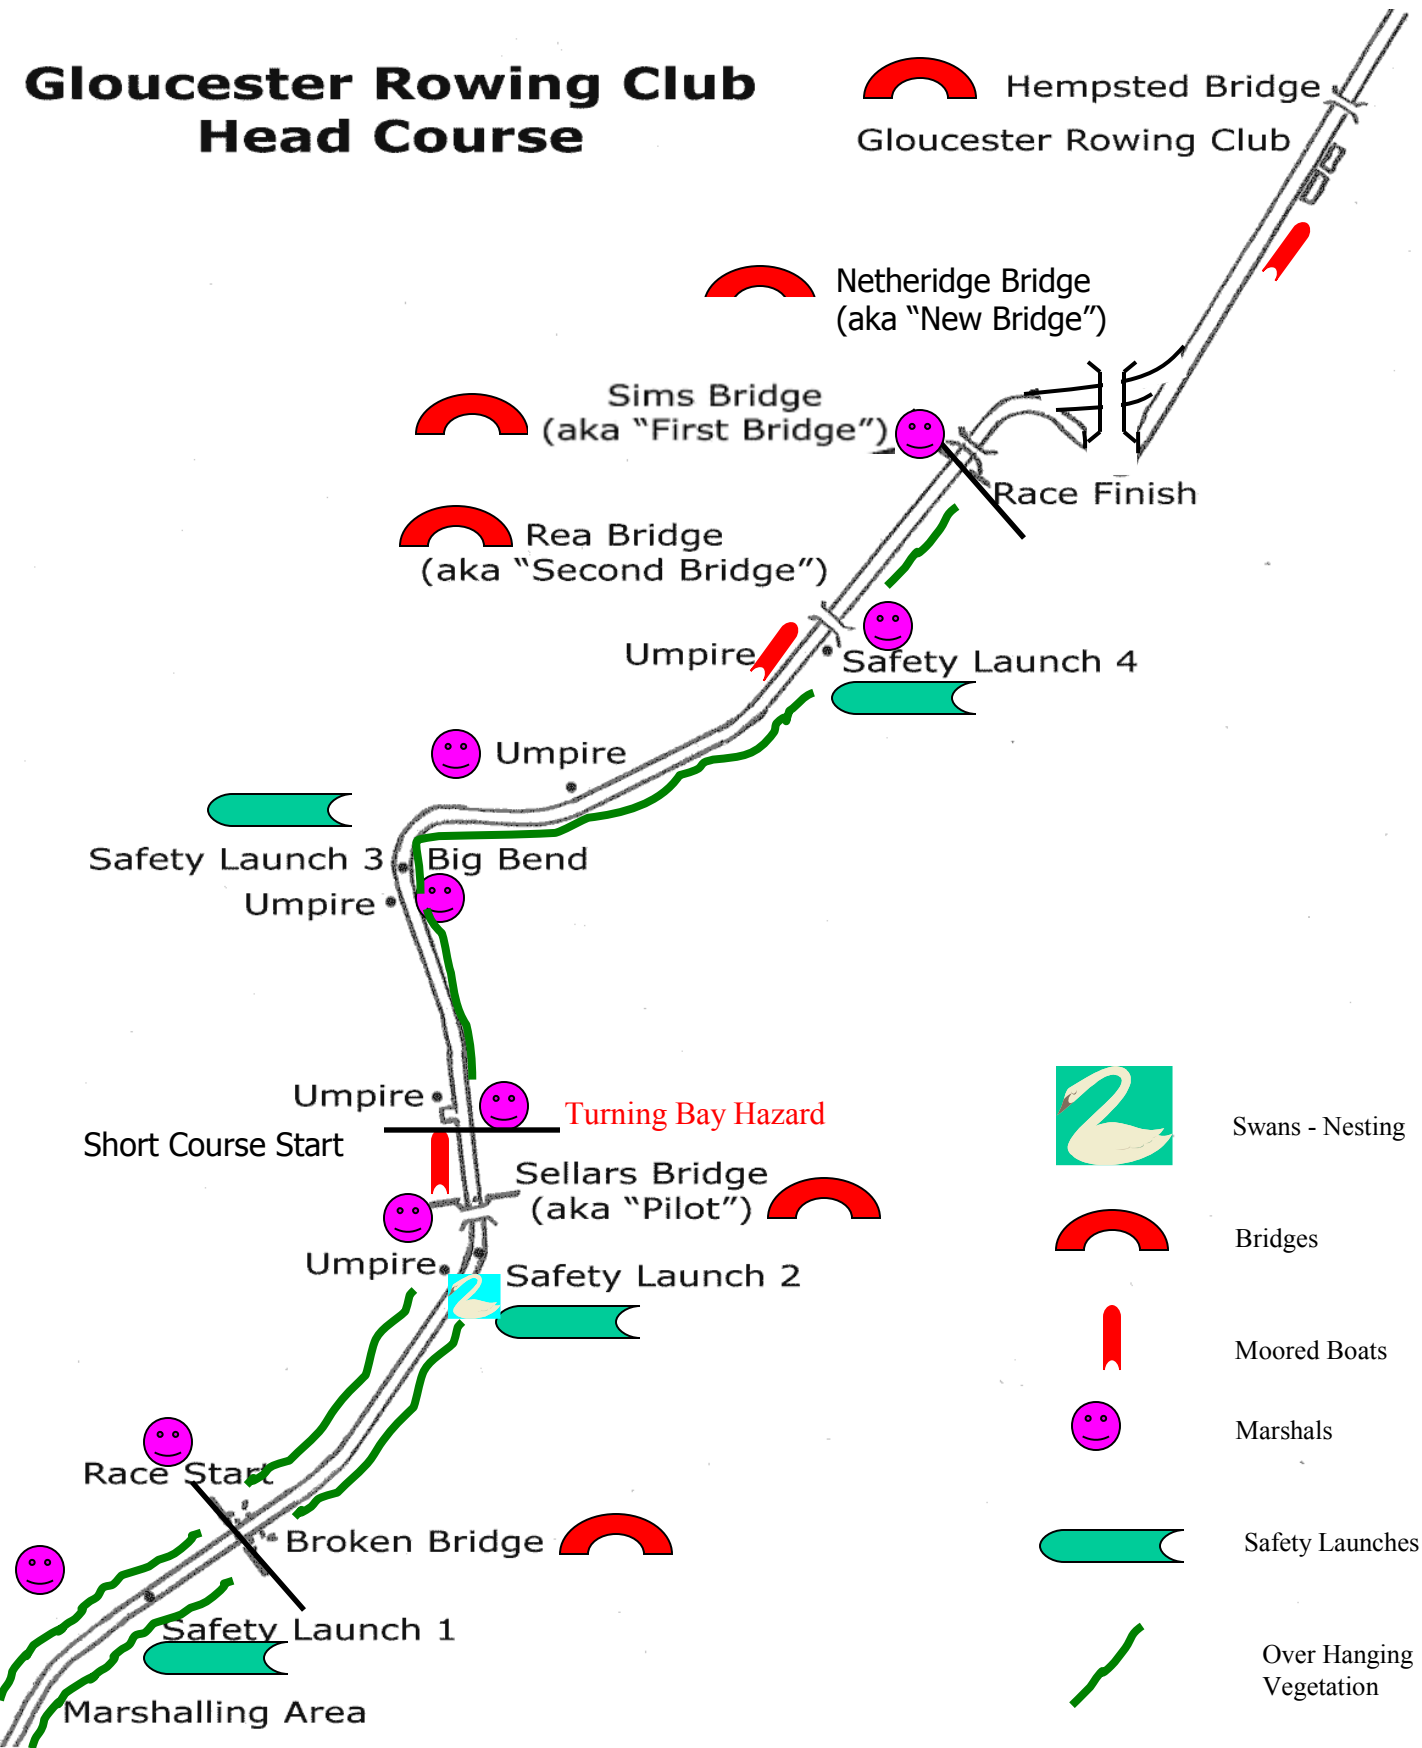 Gloucester Rowing Club
Head Course
Hempsted Bridge
Gloucester Rowing Club
Netheridge Bridge
(aka “New Bridge”)
Sims Bridge
(aka “First Bridge”)
Race Finish
Rea Bridge
(aka “Second Bridge”)
Umpire
Safety Launch 4
Umpire
Safety Launch 3
Big Bend
Umpire
Umpire
Turning Bay Hazard
Short Course Start
Sellars Bridge
(aka “Pilot”)
Umpire
Safety Launch 2
Race Start
Broken Bridge
Safety Launch 1
Marshalling Area
Swans - Nesting
Bridges
Moored Boats
Marshals
Safety Launches
Over Hanging
Vegetation